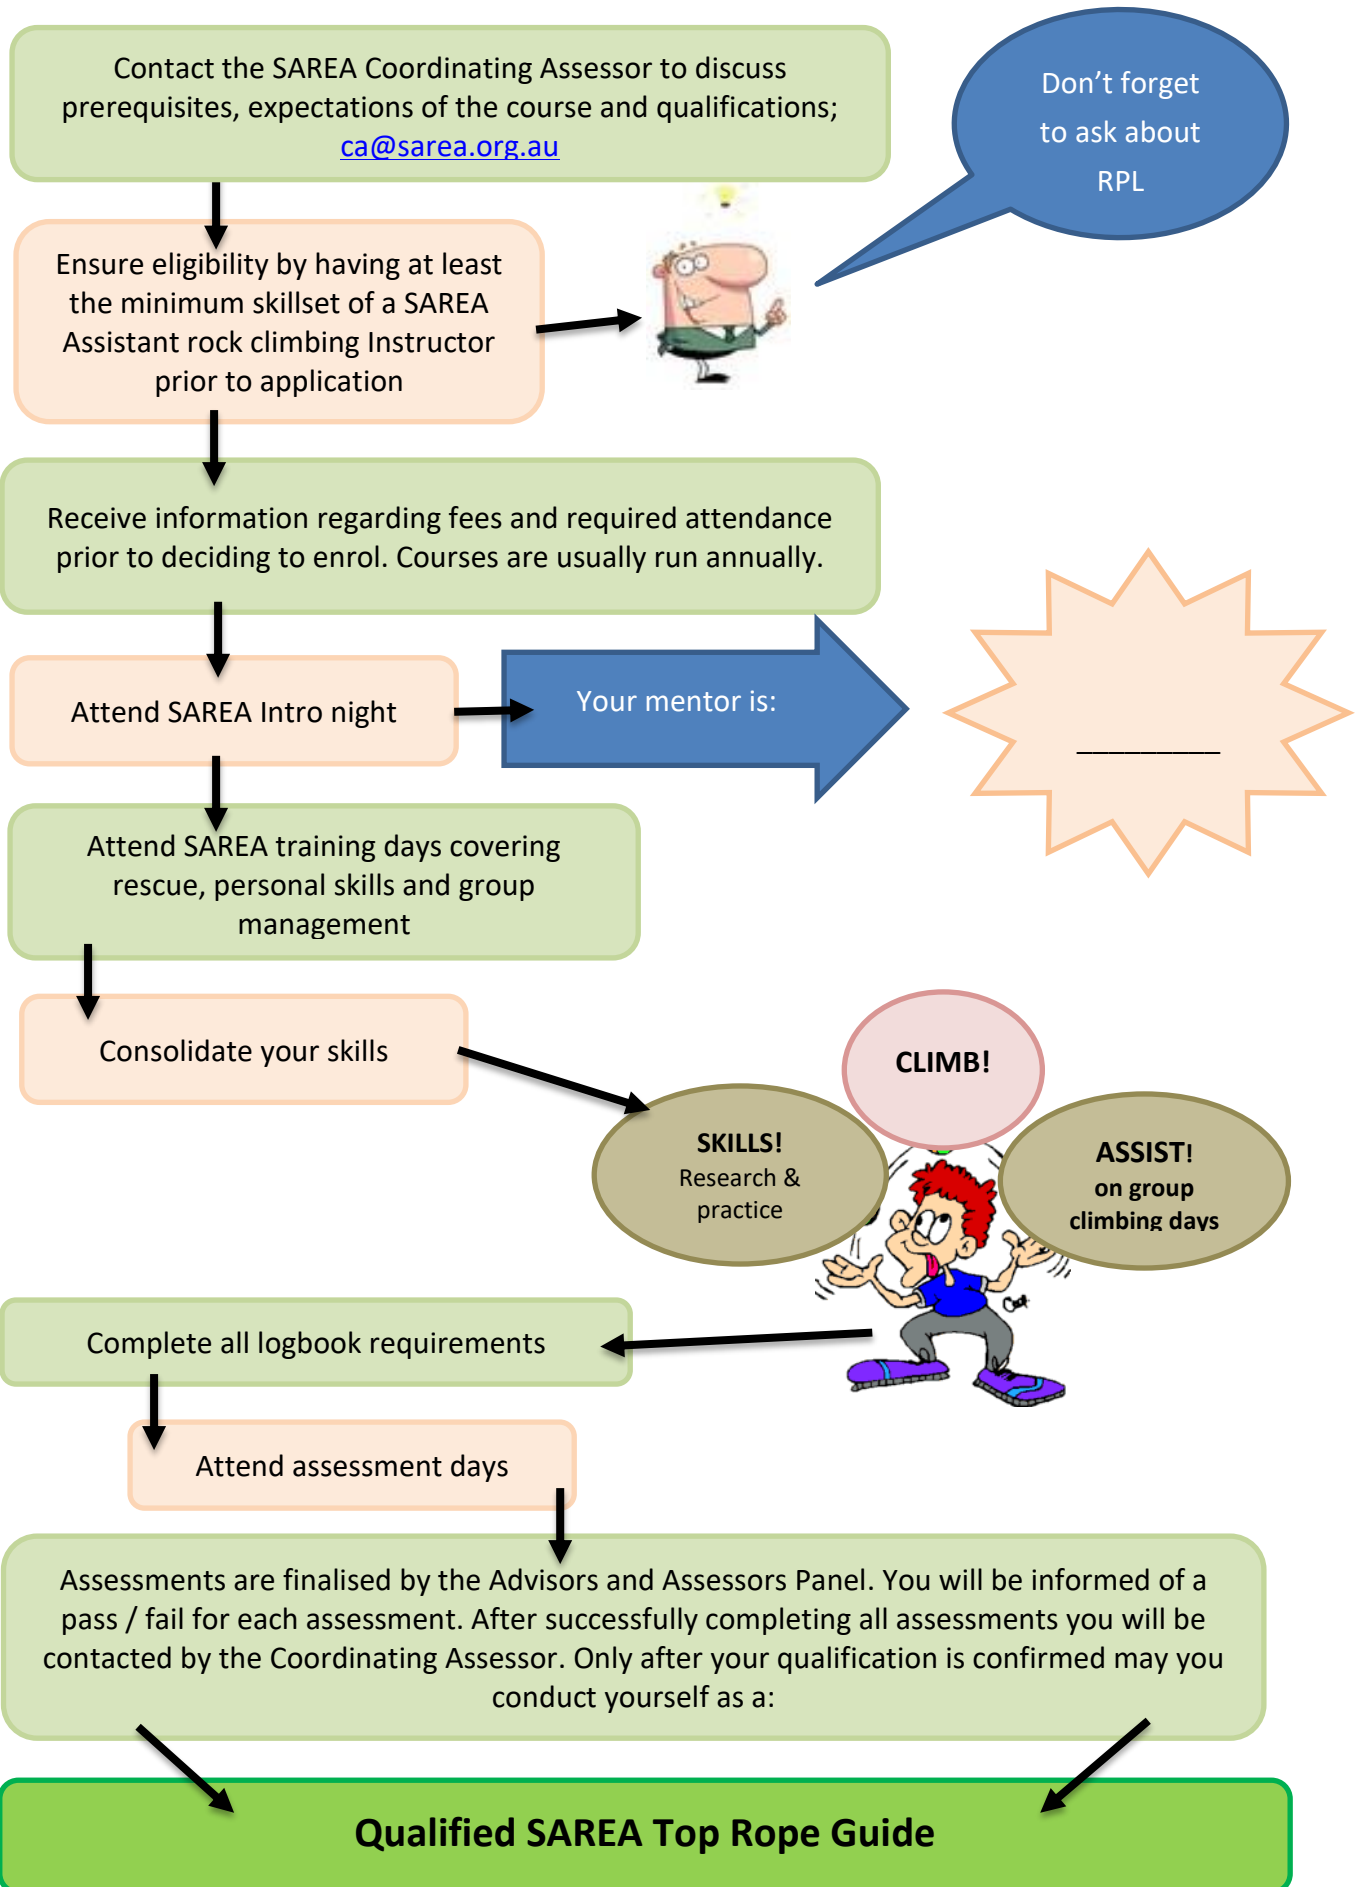 Contact the SAREA Coordinating Assessor to discuss
prerequisites, expectations of the course and qualifications;
ca@sarea.org.au
Don't forget
to ask about
RPL
Ensure eligibility by having at least
the minimum skillset of a SAREA
Assistant rock climbing Instructor
prior to application
Receive information regarding fees and required attendance
prior to deciding to enrol. Courses are usually run annually.
Attend SAREA Intro night
Your mentor is:
_________
Attend SAREA training days covering
rescue, personal skills and group
management
Consolidate your skills
SKILLS!
Research &
practice
CLIMB!
ASSIST!
on group
climbing days
Complete all logbook requirements
Attend assessment days
Assessments are finalised by the Advisors and Assessors Panel. You will be informed of a
pass / fail for each assessment. After successfully completing all assessments you will be
contacted by the Coordinating Assessor. Only after your qualification is confirmed may you
conduct yourself as a:
Qualified SAREA Top Rope Guide